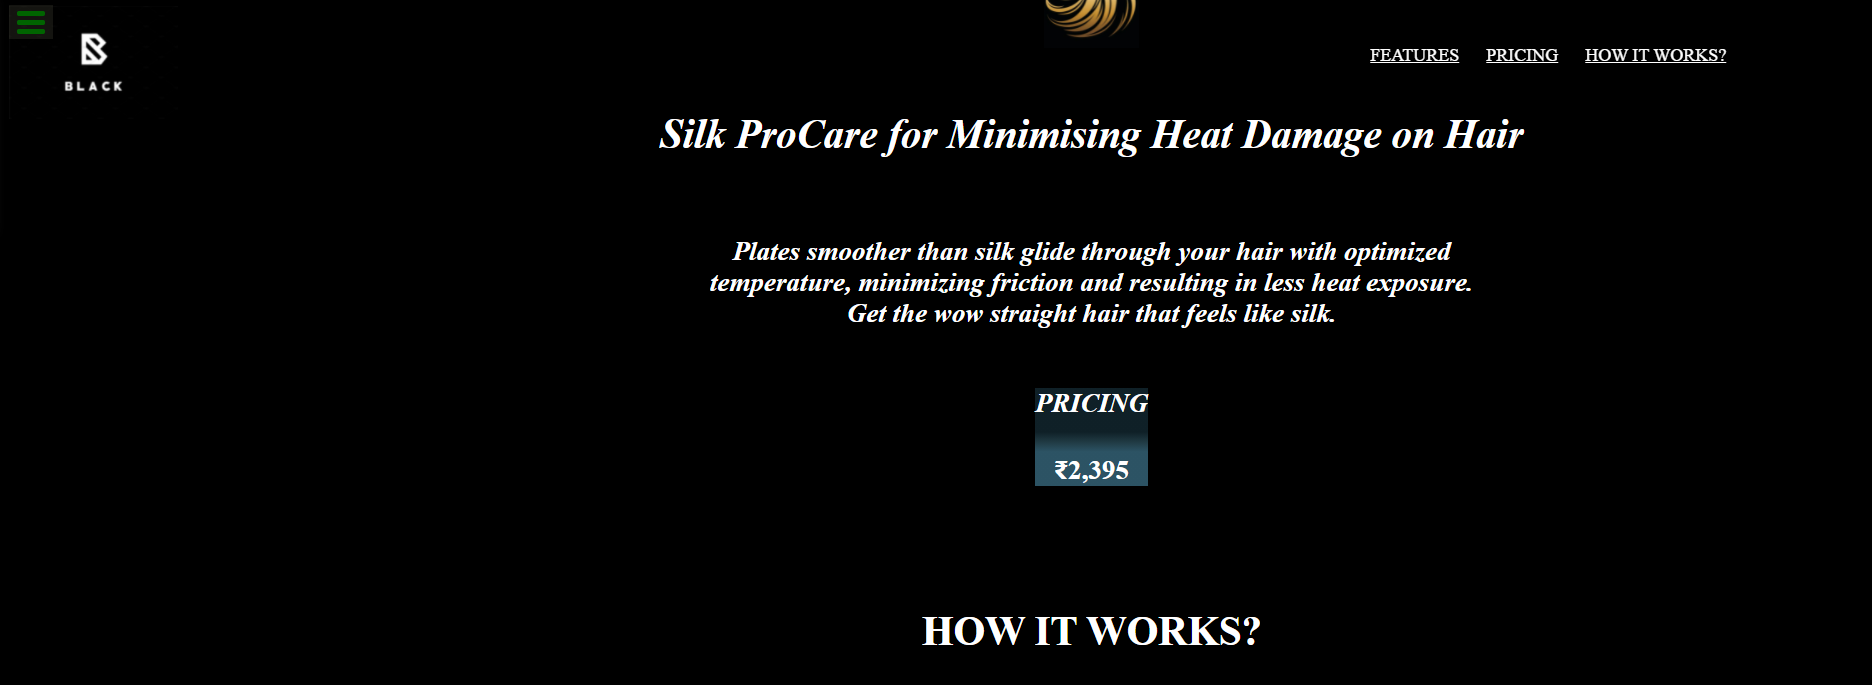 BLACK
FEATURES PRICING HOW IT WORKS?
Silk ProCare for Minimising Heat Damage on Hair
Plates smoother than silk glide through your hair with optimized
temperature, minimizing friction and resulting in less heat exposure.
Get the wow straight hair that feels like silk.
PRICING
₹2,395
HOW IT WORKS?